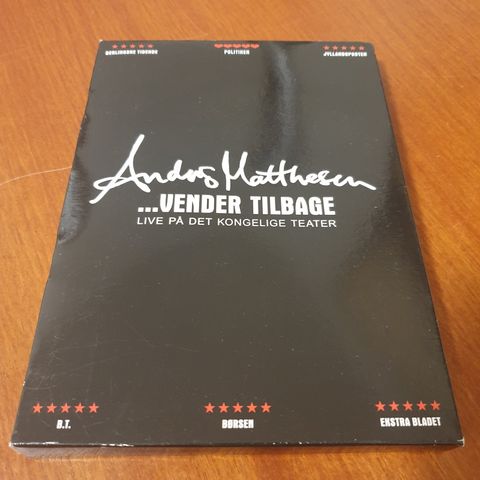 BERLINGSKE TIDENDE
POLITIKEN
JYLLANDSPOSTEN
Anders Matthesen
...VENDER TILBAGE
LIVE PÅ DET KONGELIGE TEATER
B.T.
BØRSEN
EKSTRA BLADET